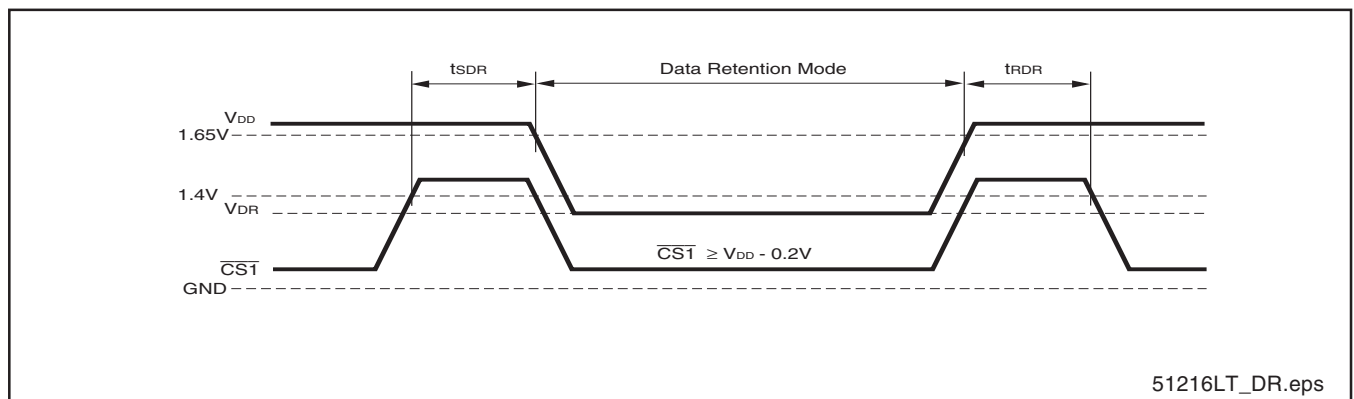 tSDR Data Retention Mode tRDR
VDD
1.65V
1.4V
VDR
CS1 ≥ VDD - 0.2V
CS1
GND
51216LT_DR.eps